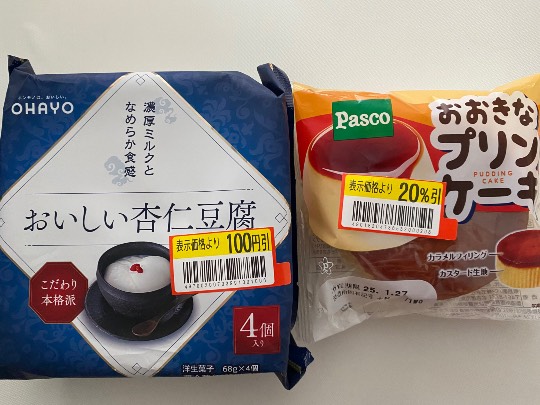 OHAYO
濃厚ミルクと
なめらか食感
おいしい杏仁豆腐
表示価格より 100円引
こだわり
本格派
4個
入り
洋生菓子 68g×4個
Pasco
おおきな
プリン
PUDDING
CAKE
ケーキ
表示価格より 20%引
カラメルフィリング
カスタード生地
25. 1.27